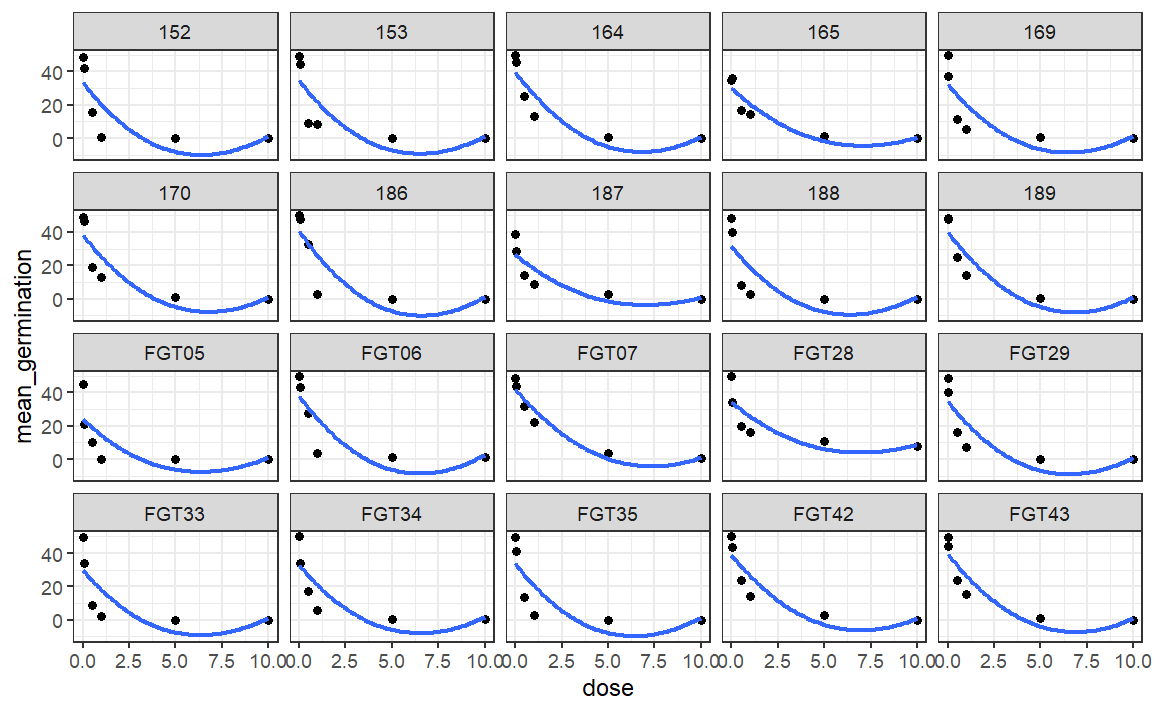 152 153 164 165 169
40
20
0
170 186 187 188 189
40
20
0
FGT05 FGT06 FGT07 FGT28 FGT29
40
20
0
FGT33 FGT34 FGT35 FGT42 FGT43
40
20
0
0.0 2.5 5.0 7.5 10.0 0.0 2.5 5.0 7.5 10.0 0.0 2.5 5.0 7.5 10.0 0.0 2.5 5.0 7.5 10.0 0.0 2.5 5.0 7.5 10.0
dose
mean_germination